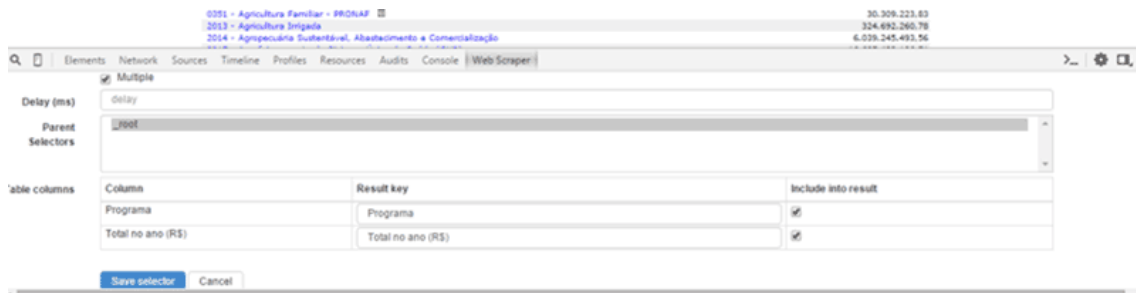 0351 - Agricultura Familiar - PRONAF 30.309.223,83
2013 - Agricultura Irrigada 324.692.260,78
2014 - Agropecuária Sustentável, Abastecimento e Comercialização 6.039.245.493,56
Elements Network Sources Timeline Profiles Resources Audits Console Web Scraper
Multiple
Delay (ms) delay
Parent Selectors _root
able columns Column Result key Include into result
Programa Programa
Total no ano (R$) Total no ano (R$)
Save selector Cancel